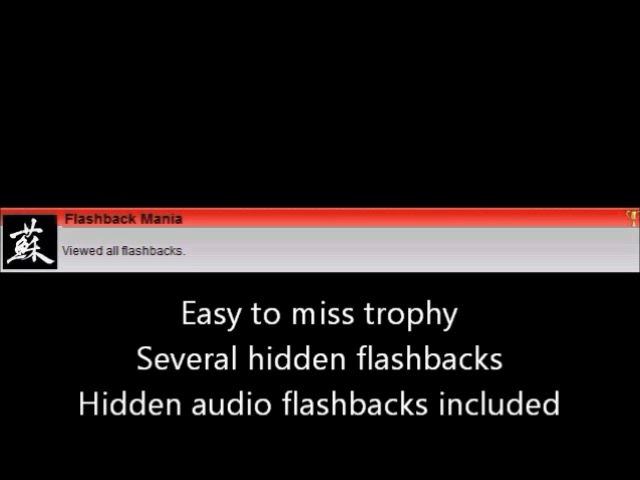 蘇
Flashback Mania
Viewed all flashbacks.
Easy to miss trophy
Several hidden flashbacks
Hidden audio flashbacks included